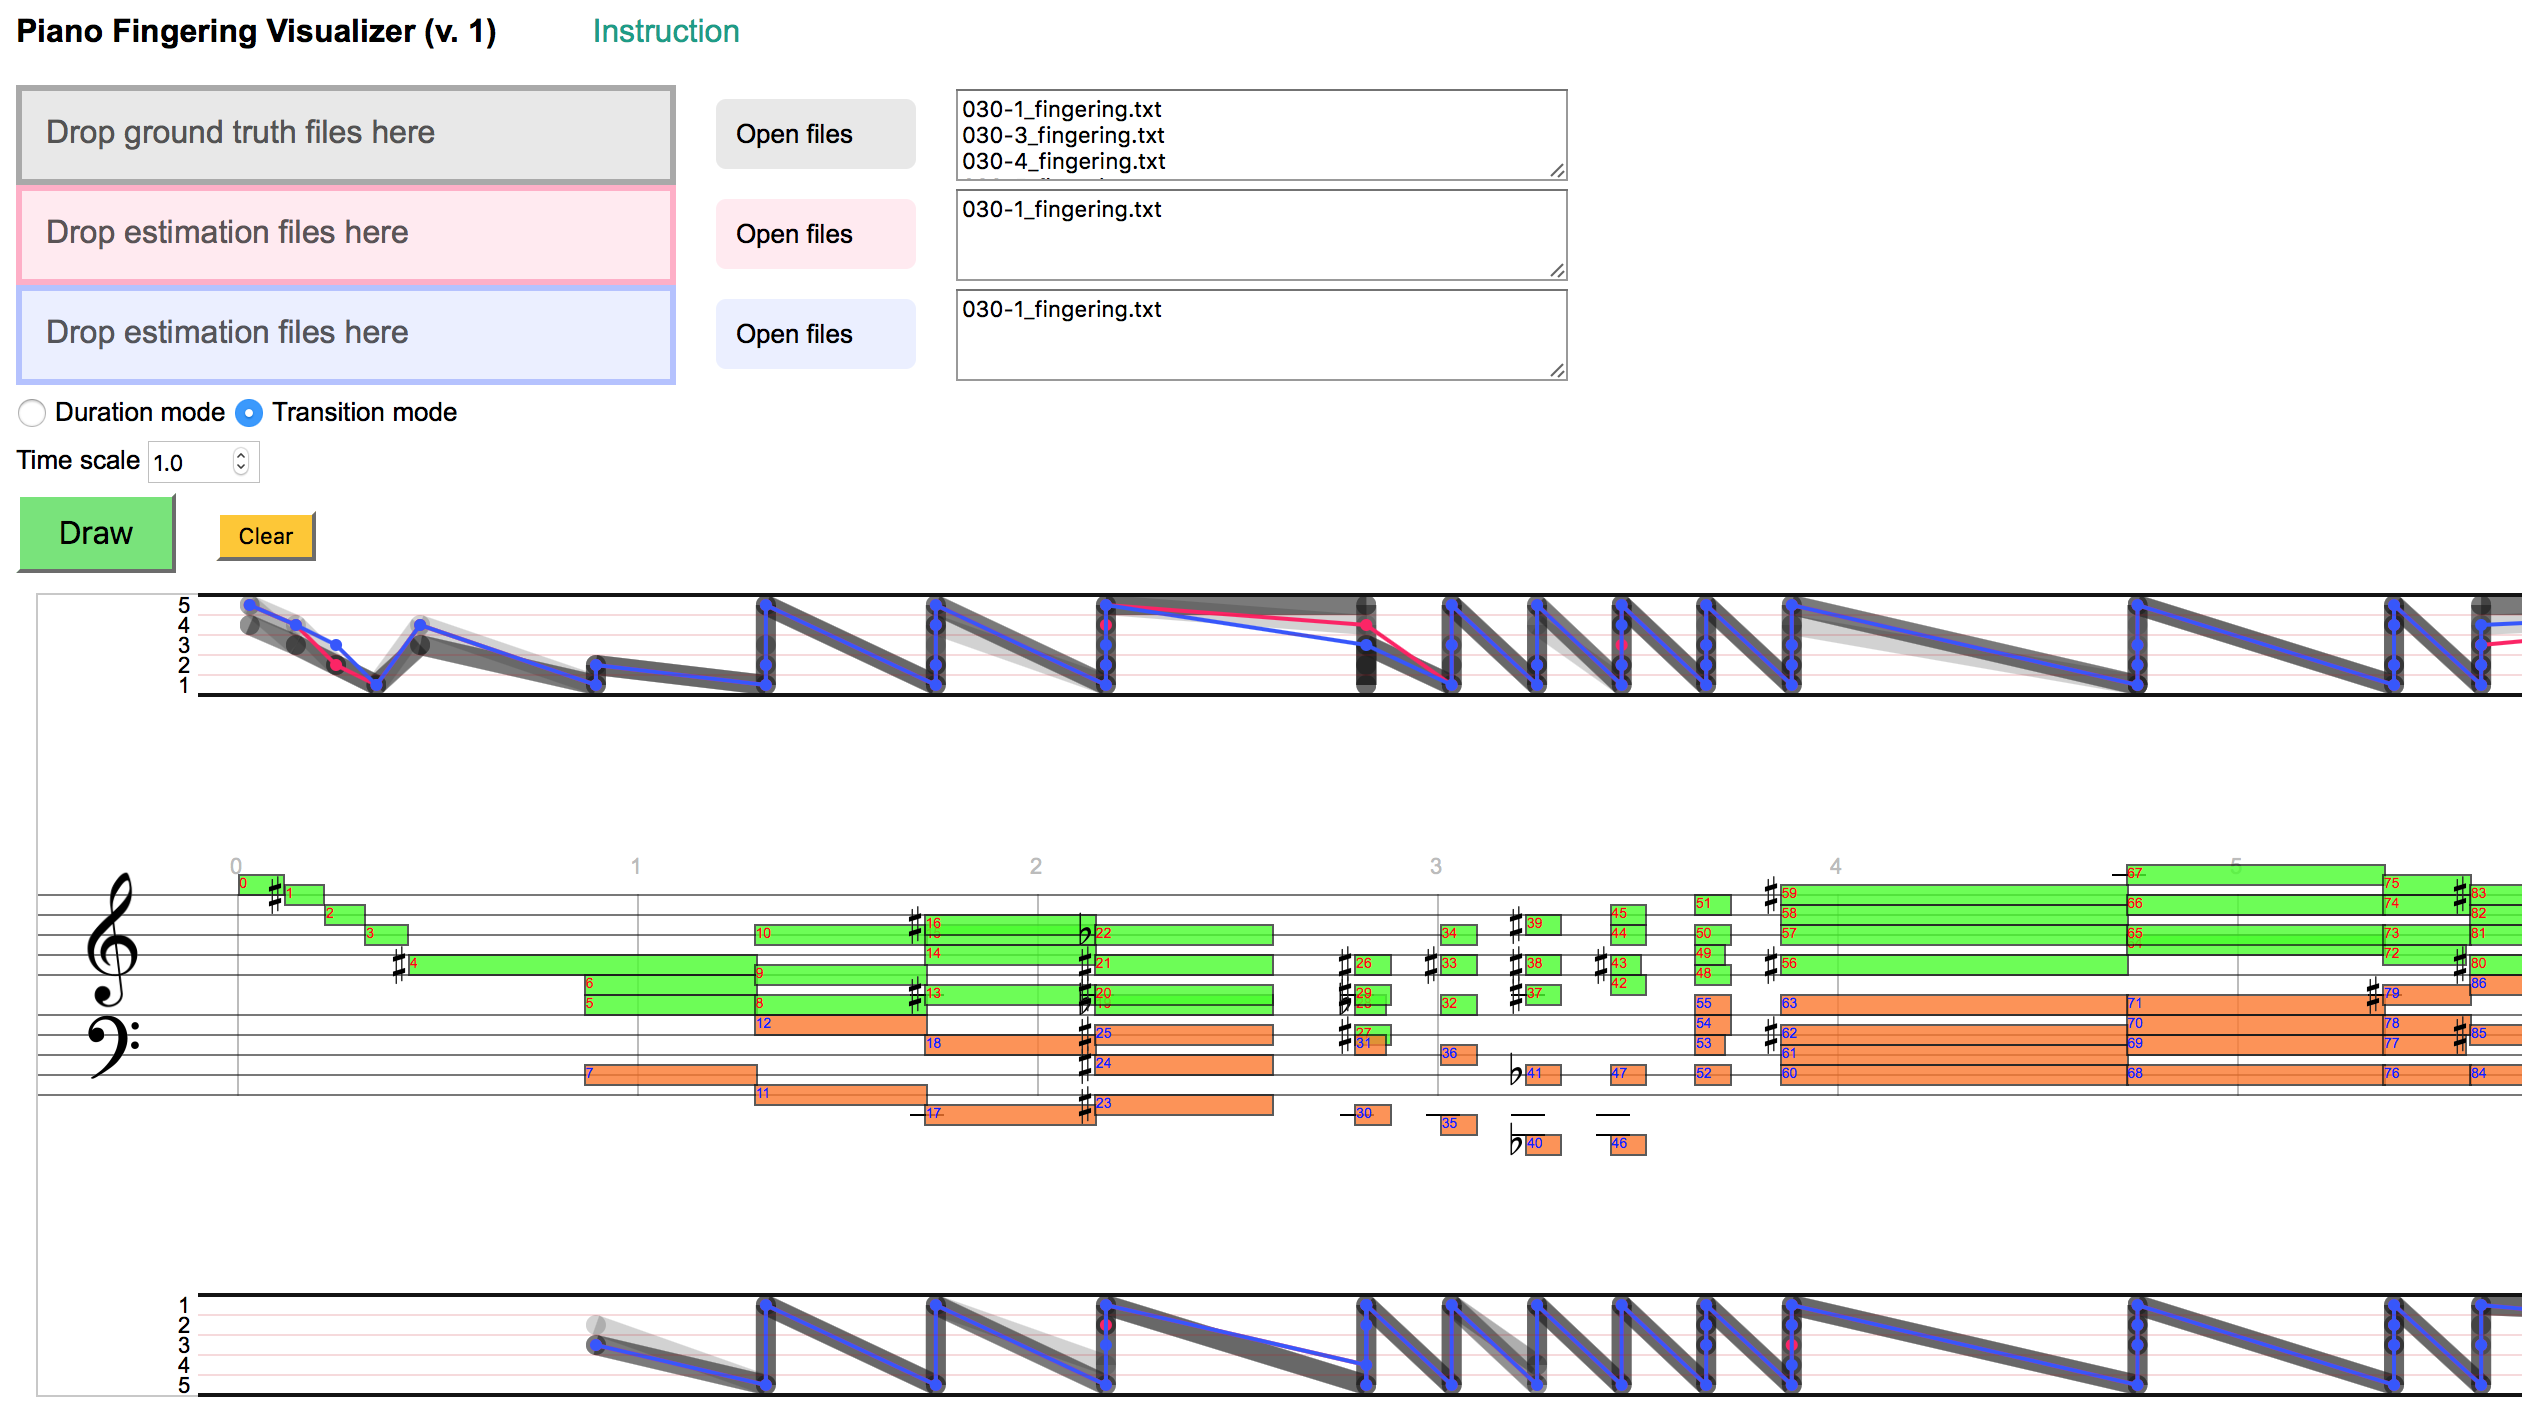 Piano Fingering Visualizer (v. 1) Instruction
Drop ground truth files here Open files
030-1_fingering.txt
030-3_fingering.txt
030-4_fingering.txt
Drop estimation files here Open files 030-1_fingering.txt
Drop estimation files here Open files 030-1_fingering.txt
Duration mode Transition mode
Time scale 1.0
Draw Clear
5
4
3
2
1
0 1 2 3 4 5
67
0 75
1 59 83
51 66 74
2 45 58 82
16 39
3 10 22 34 44 50 57 65 73 81
14 49 72
4 21 26 33 38 43 56 80
9 48
6 42 86
13 20 29 37 79
5 8 32 55 63 71
12 54 70 78
25 27 62 85
18 31 53 69 77
36 61
24
7 41 47 52 60 68 76 84
11
23
17 30
35
40 46
1
2
3
4
5